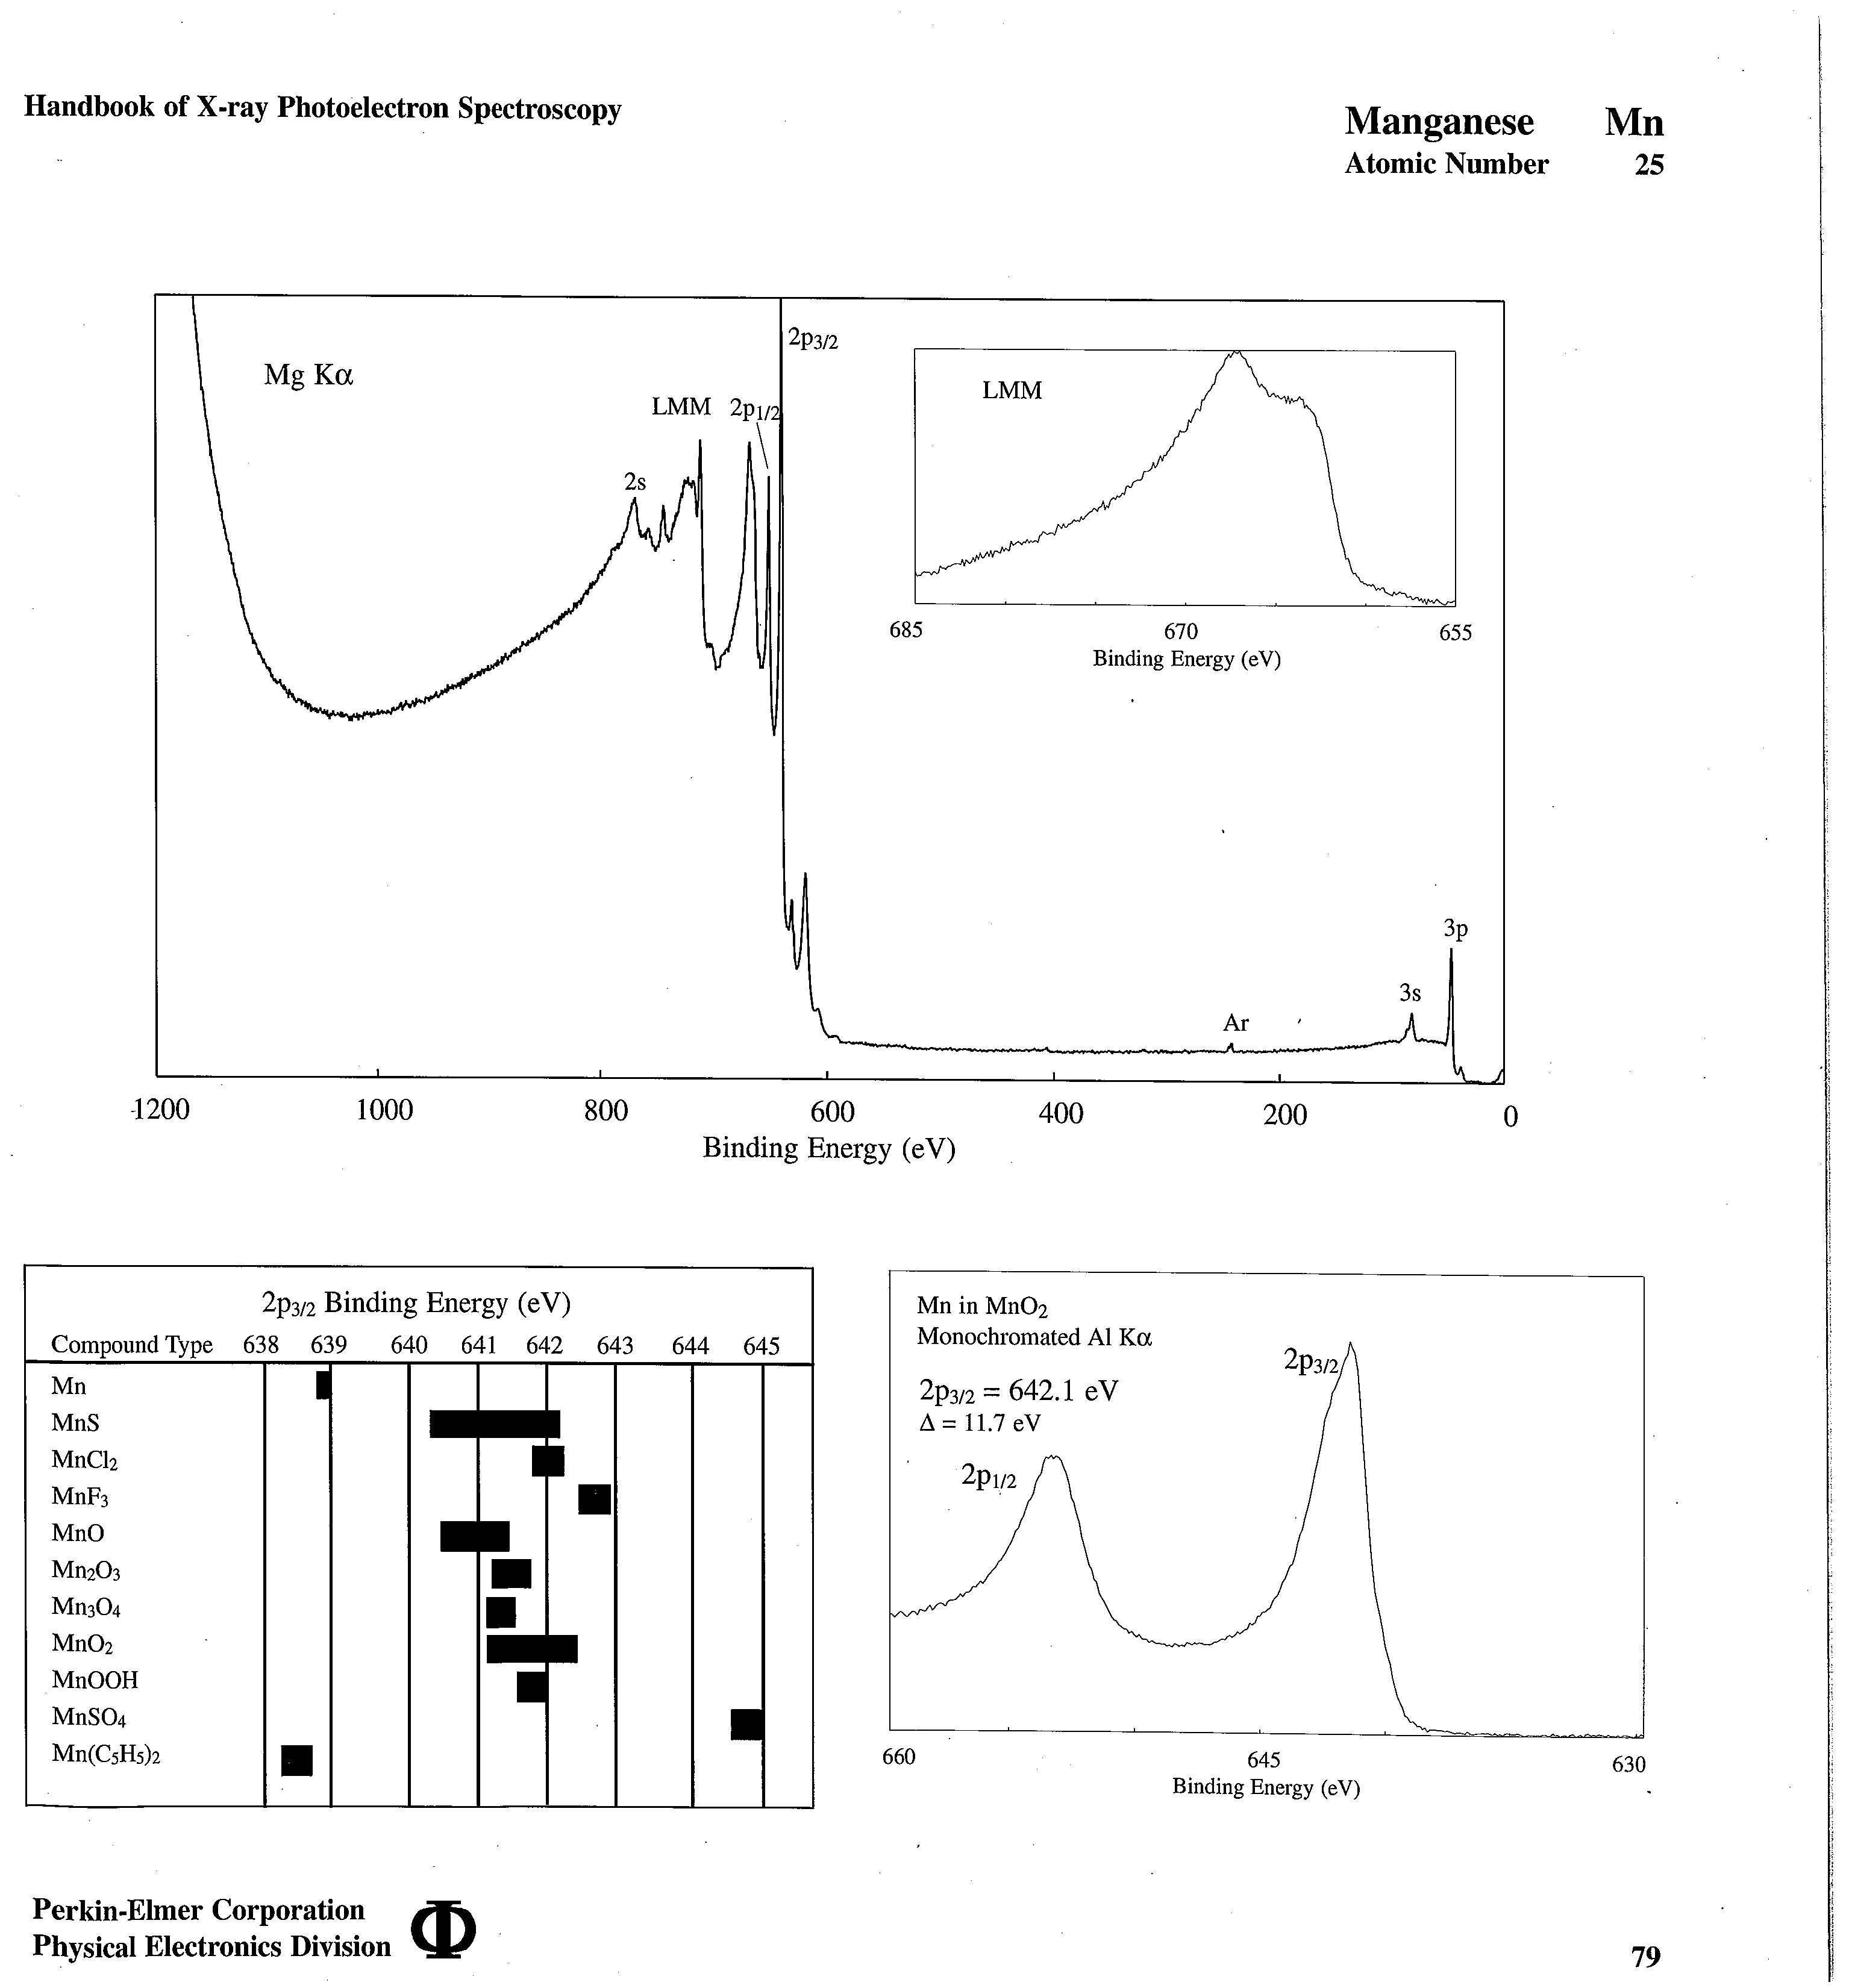 Handbook of X-ray Photoelectron Spectroscopy
Manganese Mn
Atomic Number 25
Mg Kα
2s
LMM
2p1/2
2p3/2
LMM
685 670 655
Binding Energy (eV)
Ar
3s
3p
1200 1000 800 600 400 200 0
Binding Energy (eV)
2p3/2 Binding Energy (eV)
Compound Type 638 639 640 641 642 643 644 645
Mn
MnS
MnCl2
MnF3
MnO
Mn2O3
Mn3O4
MnO2
MnOOH
MnSO4
Mn(C5H5)2
Mn in MnO2
Monochromated Al Kα
2p3/2 = 642.1 eV
Δ = 11.7 eV
2p1/2
2p3/2
660 645 630
Binding Energy (eV)
Perkin-Elmer Corporation
Physical Electronics Division
Φ
79